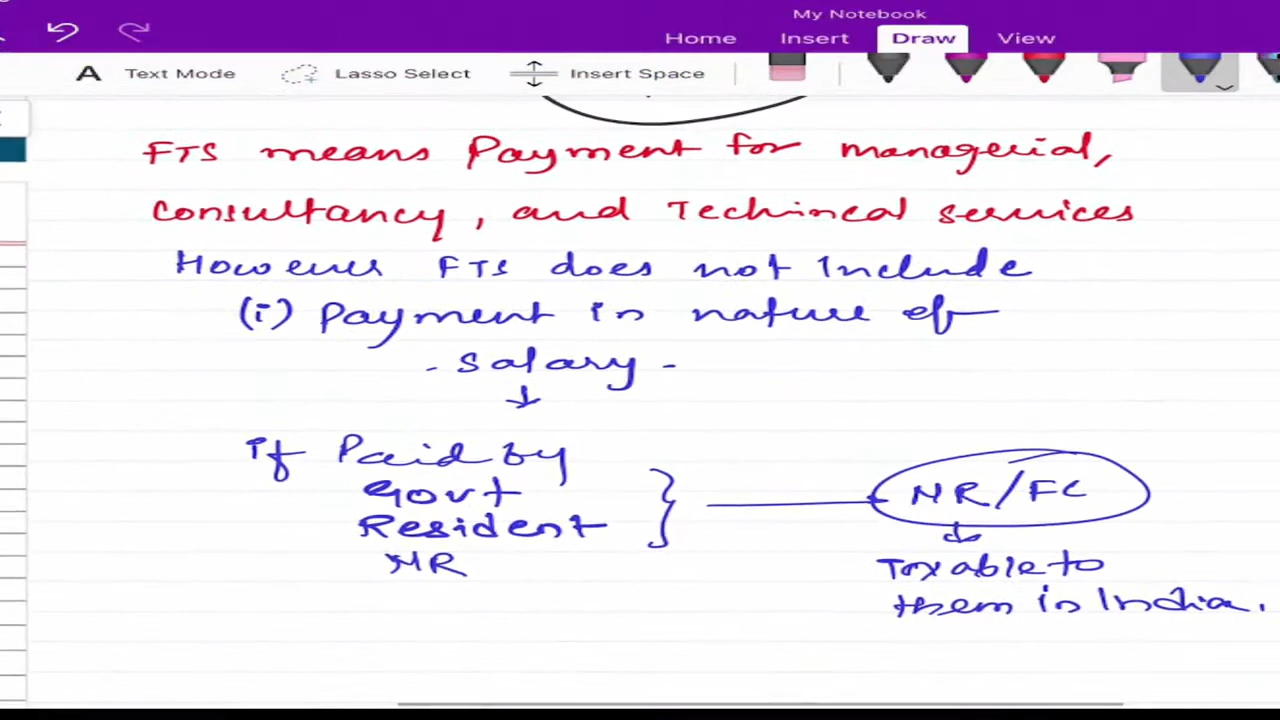 My Notebook
Home Insert Draw View
Text Mode Lasso Select Insert Space
FTS means Payment for managerial,
Consultancy, and Techincal services
However FTS does not Include
(i) Payment in nature of
- Salary -
if Paid by
Govt
Resident
NR
NR/FC
Taxable to
them in India.